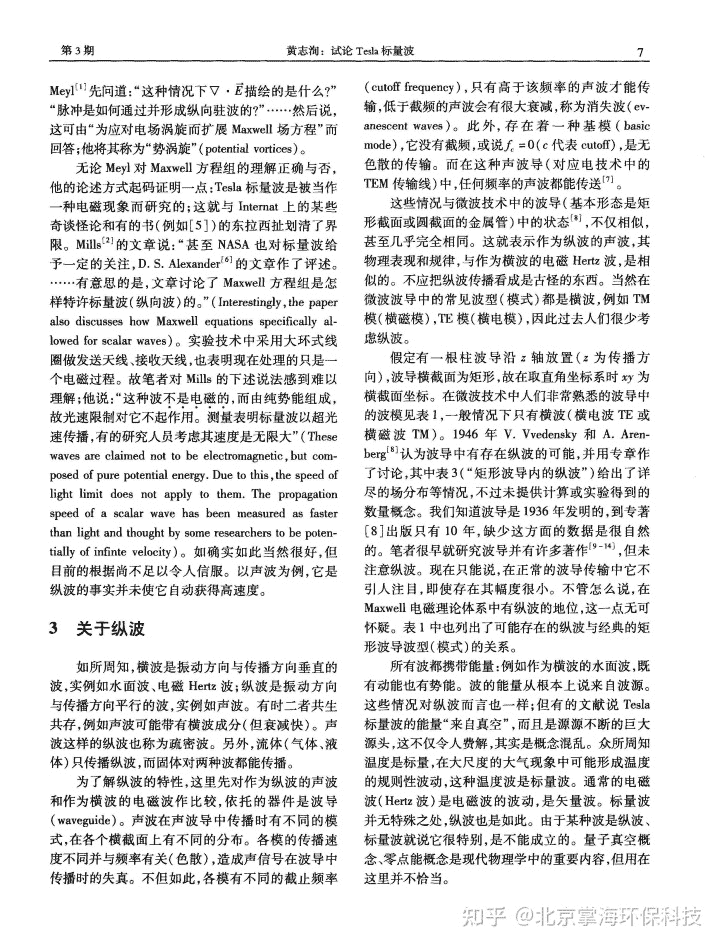 第 3 期
黄志洵：试论 Tesla 标量波
7
Meyl[1]先问道:“这种情况下∇·E⃗描绘的是什么?”
“脉冲是如何通过并形成纵向驻波的?”……然后说,
这可由“为应对电场涡旋而扩展 Maxwell 场方程”而
回答;他将其称为“势涡旋”(potential vortices)。
无论 Meyl 对 Maxwell 方程组的理解正确与否,
他的论述方式起码证明一点:Tesla 标量波是被当作
一种电磁现象而研究的;这就与 Internat 上的某些
奇谈怪论和有的书(例如[5])的东拉西扯划清了界
限。Mills[2]的文章说:“甚至 NASA 也对标量波给
予一定的关注,D. S. Alexander[6]的文章作了评述。
……有意思的是,文章讨论了 Maxwell 方程组是怎
样特许标量波(纵向波)的。”(Interestingly,the paper
also discusses how Maxwell equations specifically al-
lowed for scalar waves)。实验技术中采用大环式线
圈做发送天线、接收天线,也表明现在处理的只是一
个电磁过程。故笔者对 Mills 的下述说法感到难以
理解;他说:“这种波不是电磁的,而由纯势能组成,
故光速限制对它不起作用。测量表明标量波以超光
速传播,有的研究人员考虑其速度是无限大”(These
waves are claimed not to be electromagnetic,but com-
posed of pure potential energy. Due to this,the speed of
light limit does not apply to them. The propagation
speed of a scalar wave has been measured as faster
than light and thought by some researchers to be poten-
tially of infinte velocity)。如确实如此当然很好,但
目前的根据尚不足以令人信服。以声波为例,它是
纵波的事实并未使它自动获得高速度。
3 关于纵波
如所周知,横波是振动方向与传播方向垂直的
波,实例如水面波、电磁 Hertz 波;纵波是振动方向
与传播方向平行的波,实例如声波。有时二者共生
共存,例如声波可能带有横波成分(但衰减快)。声
波这样的纵波也称为疏密波。另外,流体(气体、液
体)只传播纵波,而固体对两种波都能传播。
为了解纵波的特性,这里先对作为纵波的声波
和作为横波的电磁波作比较,依托的器件是波导
(waveguide)。声波在声波导中传播时有不同的模
式,在各个横截面上有不同的分布。各模的传播速
度不同并与频率有关(色散),造成声信号在波导中
传播时的失真。不但如此,各模有不同的截止频率
(cutoff frequency),只有高于该频率的声波才能传
输,低于截频的声波会有很大衰减,称为消失波(ev-
anescent waves)。此外,存在着一种基模(basic
mode),它没有截频,或说fc =0(c 代表 cutoff),是无
色散的传输。而在这种声波导(对应电技术中的
TEM 传输线)中,任何频率的声波都能传送[7]。
这些情况与微波技术中的波导(基本形态是矩
形截面或圆截面的金属管)中的状态[8],不仅相似,
甚至几乎完全相同。这就表示作为纵波的声波,其
物理表现和规律,与作为横波的电磁 Hertz 波,是相
似的。不应把纵波传播看成是古怪的东西。当然在
微波波导中的常见波型(模式)都是横波,例如 TM
模(横磁模),TE 模(横电模),因此过去人们很少考
虑纵波。
假定有一根柱波导沿 z 轴放置(z 为传播方
向),波导横截面为矩形,故在取直角坐标系时 xy 为
横截面坐标。在微波技术中人们非常熟悉的波导中
的波模见表 1,一般情况下只有横波(横电波 TE 或
横磁波 TM)。1946 年 V. Vvedensky 和 A. Aren-
berg[8]认为波导中有存在纵波的可能,并用专章作
了讨论,其中表 3(“矩形波导内的纵波”)给出了详
尽的场分布等情况,不过未提供计算或实验得到的
数量概念。我们知道波导是 1936 年发明的,到专著
[8]出版只有 10 年,缺少这方面的数据是很自然
的。笔者很早就研究波导并有许多著作[9-14],但未
注意纵波。现在只能说,在正常的波导传输中它不
引人注目,即使存在其幅度很小。不管怎么说,在
Maxwell 电磁理论体系中有纵波的地位,这一点无可
怀疑。表 1 中也列出了可能存在的纵波与经典的矩
形波导波型(模式)的关系。
所有波都携带能量:例如作为横波的水面波,既
有动能也有势能。波的能量从根本上说来自波源。
这些情况对纵波而言也一样;但有的文献说 Tesla
标量波的能量“来自真空”,而且是源源不断的巨大
源头,这不仅令人费解,其实是概念混乱。众所周知
温度是标量,在大尺度的大气现象中可能形成温度
的规则性波动,这种温度波是标量波。通常的电磁
波(Hertz 波)是电磁波的波动,是矢量波。标量波
并无特殊之处,纵波也是如此。由于某种波是纵波、
标量波就说它很特别,是不能成立的。量子真空概
念、零点能概念是现代物理学中的重要内容,但用在
这里并不恰当。
知乎 @北京掌海环保科技